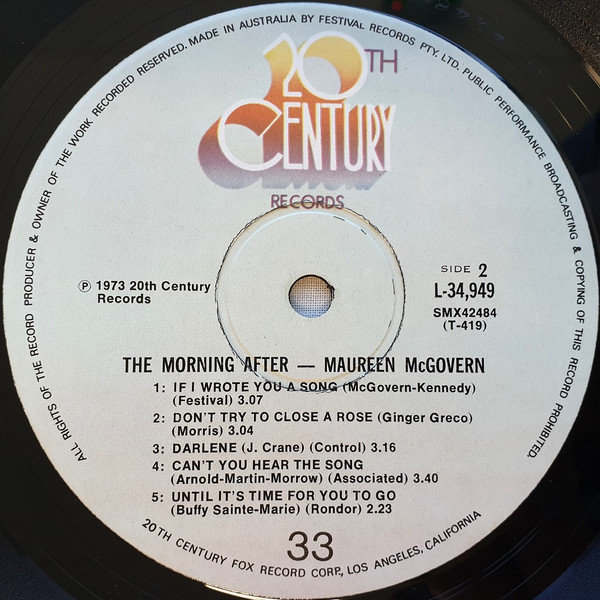 ALL RIGHTS OF THE RECORD PRODUCER & OWNER OF THE WORK RECORDED RESERVED. MADE IN AUSTRALIA BY FESTIVAL RECORDS PTY. LTD. PUBLIC PERFORMANCE BROADCASTING & COPYING OF THIS RECORD PROHIBITED.
20TH
CENTURY
RECORDS
℗ 1973 20th Century
Records
SIDE 2
L-34,949
SMX42484
(T-419)
THE MORNING AFTER — MAUREEN McGOVERN
1: IF I WROTE YOU A SONG (McGovern-Kennedy)
(Festival) 3.07
2: DON'T TRY TO CLOSE A ROSE (Ginger Greco)
(Morris) 3.04
3: DARLENE (J. Crane) (Control) 3.16
4: CAN'T YOU HEAR THE SONG
(Arnold-Martin-Morrow) (Associated) 3.40
5: UNTIL IT'S TIME FOR YOU TO GO
(Buffy Sainte-Marie) (Rondor) 2.23
33
20TH CENTURY FOX RECORD CORP., LOS ANGELES, CALIFORNIA